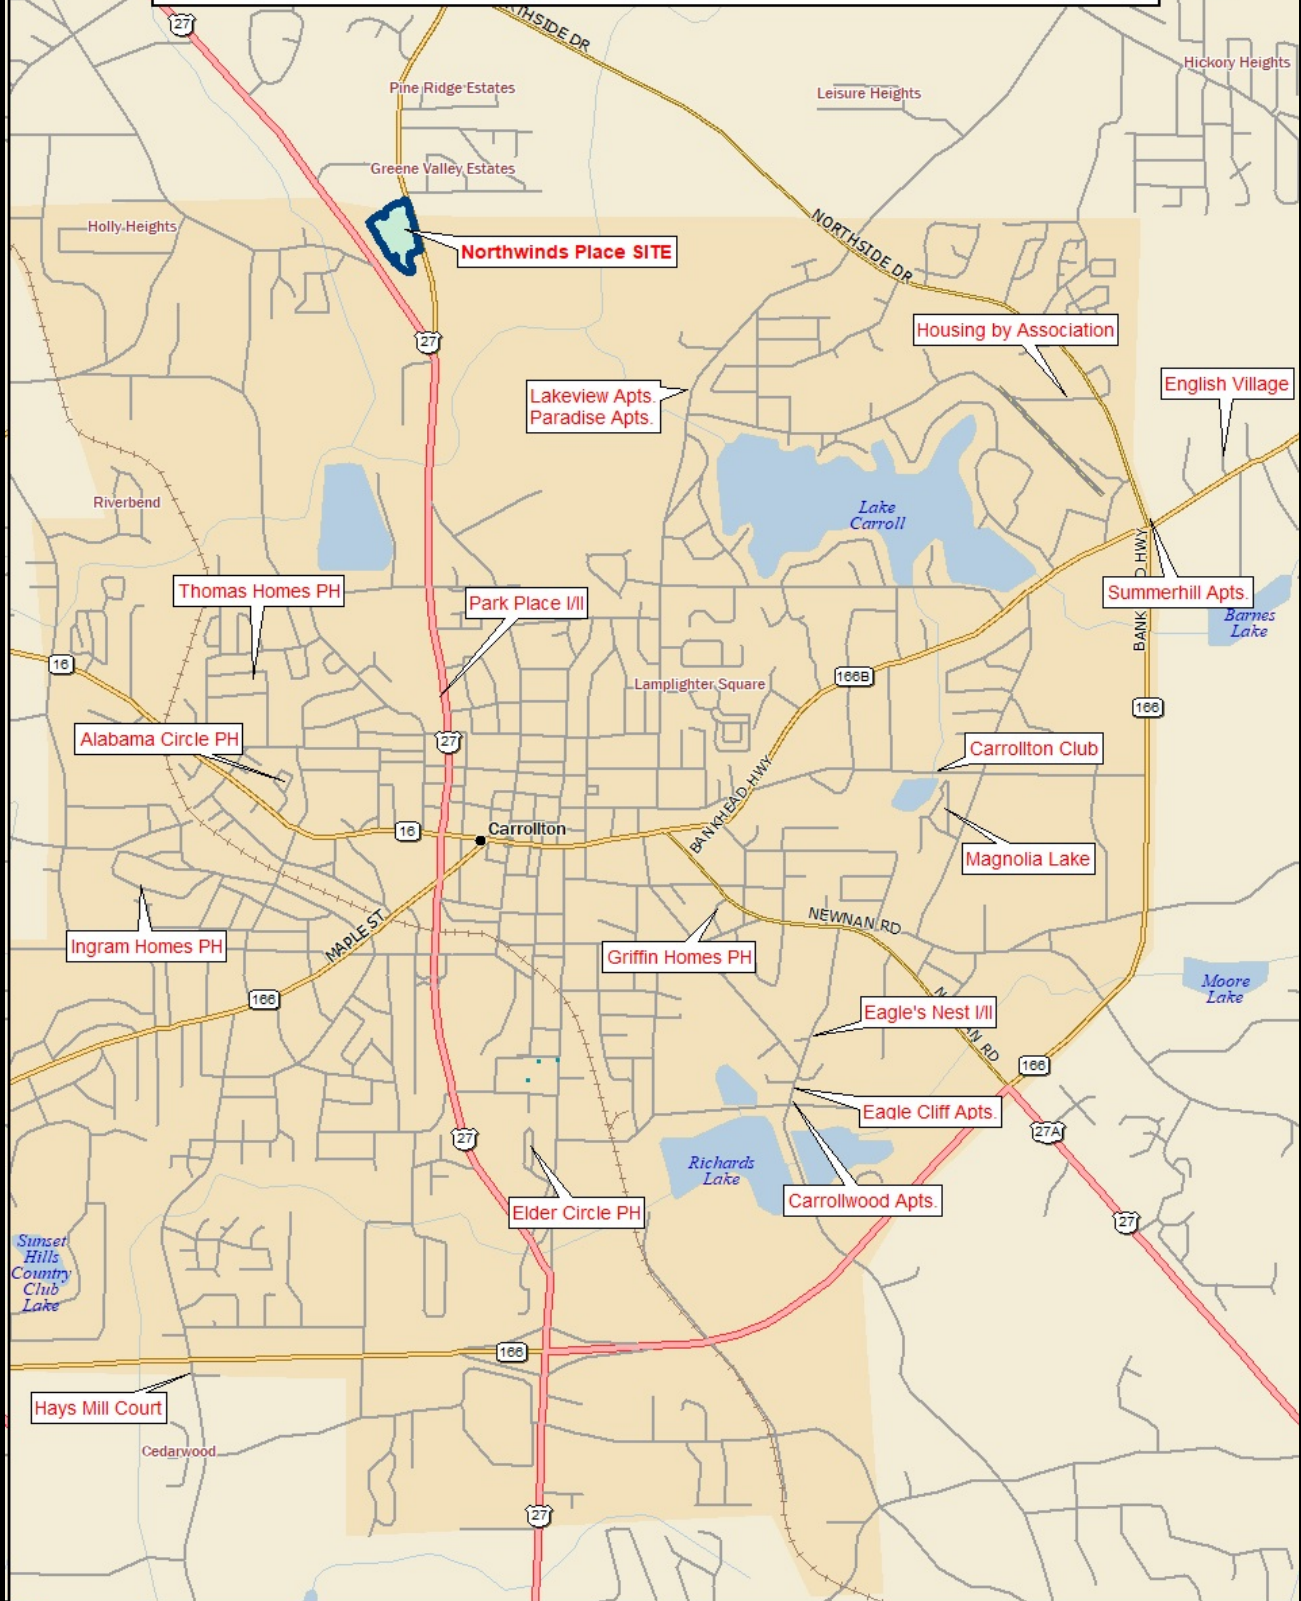 27
RTHSIDE DR
Pine Ridge Estates
Leisure Heights
Hickory Heights
Greene Valley Estates
Holly Heights
Northwinds Place SITE
NORTHSIDE DR
27
Housing by Association
English Village
Lakeview Apts.
Paradise Apts.
Riverbend
Lake
Carroll
Thomas Homes PH
Park Place I/II
Summerhill Apts.
BANK
D HWY
Barnes
Lake
16
166B
Lamplighter Square
166
Alabama Circle PH
27
Carrollton Club
BANKHEAD HWY
16
Carrollton
Magnolia Lake
Ingram Homes PH
MAPLE ST
Griffin Homes PH
NEWNAN RD
166
Moore
Lake
Eagle's Nest I/II
N
AN RD
166
Eagle Cliff Apts.
27A
27
Richards
Lake
Carrollwood Apts.
Elder Circle PH
27
Sunset
Hills
Country
Club
Lake
166
Hays Mill Court
Cedarwood
27